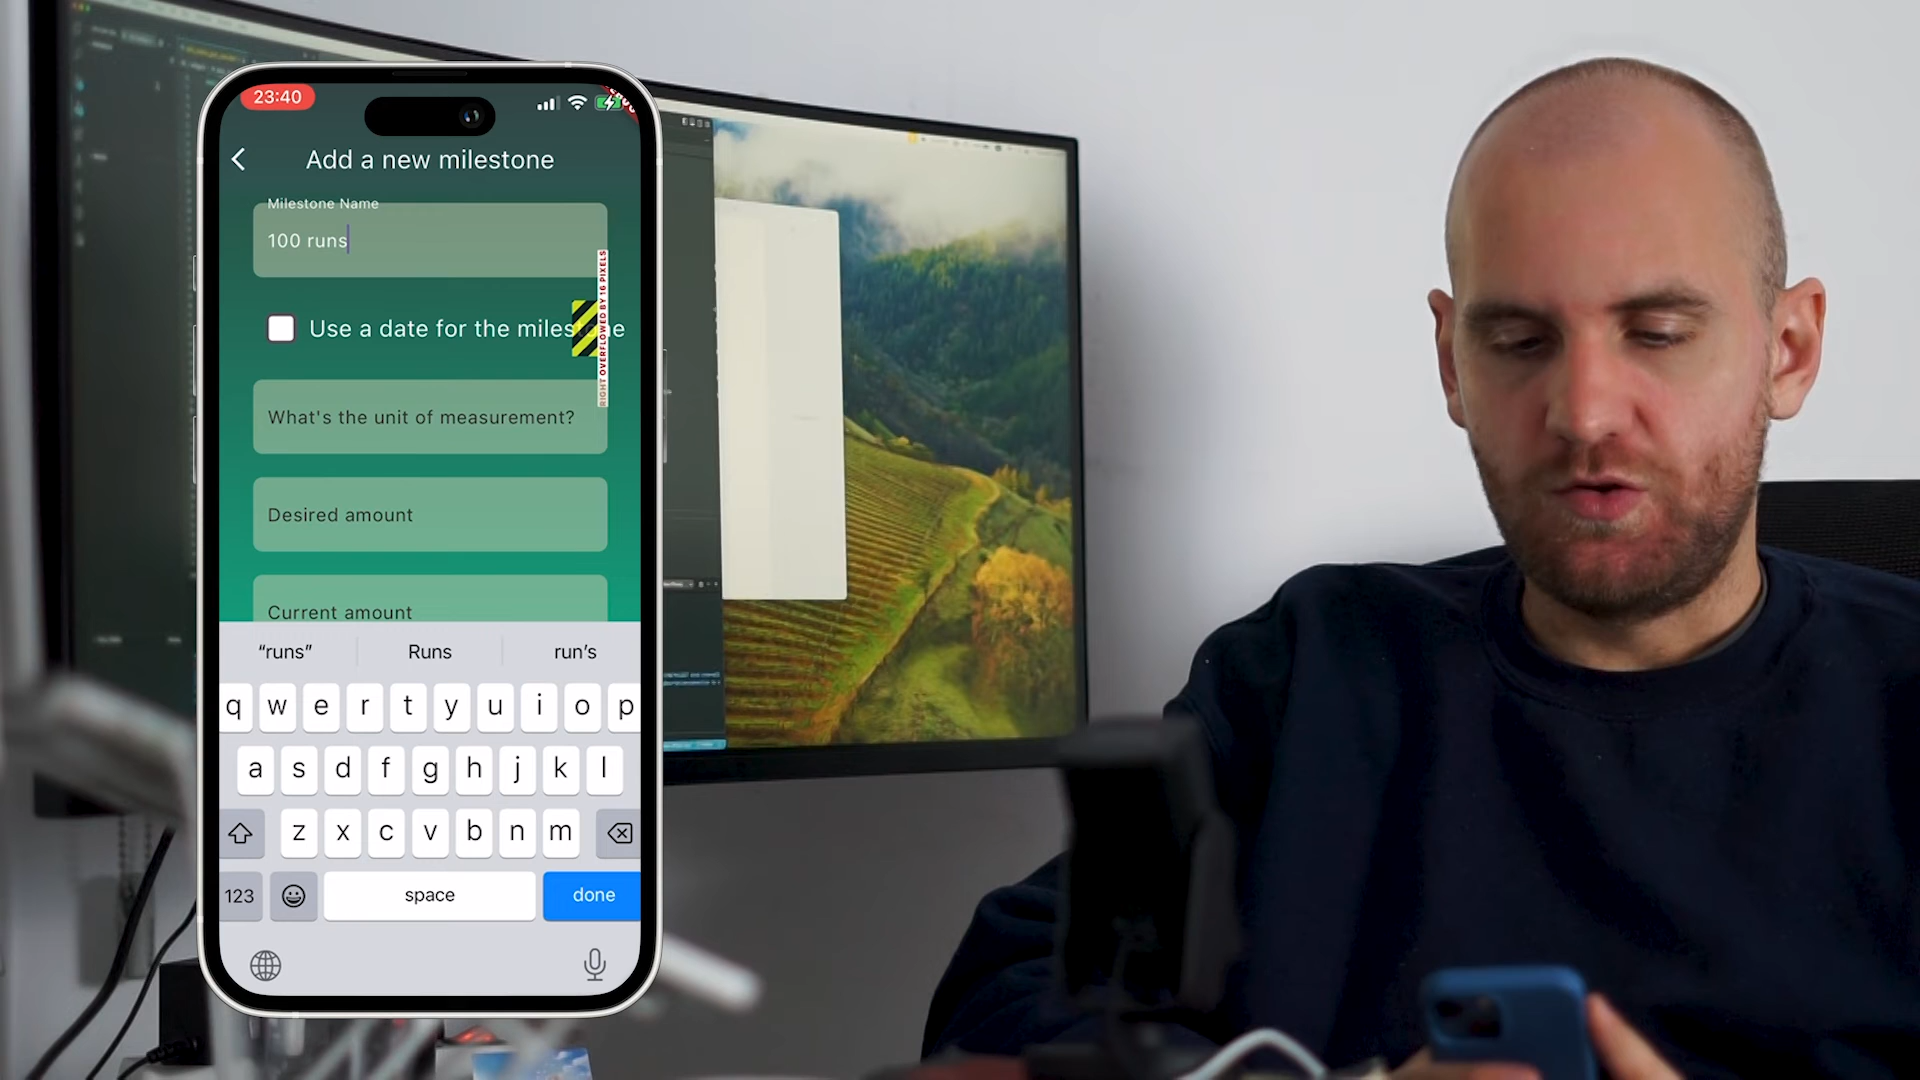 23:40
Add a new milestone
Milestone Name
100 runs
RIGHT OVERFLOWED BY 16 PIXELS
Use a date for the milestone
What's the unit of measurement?
Desired amount
Current amount
“runs” Runs run’s
q w e r t y u i o p
a s d f g h j k l
z x c v b n m
123 space done